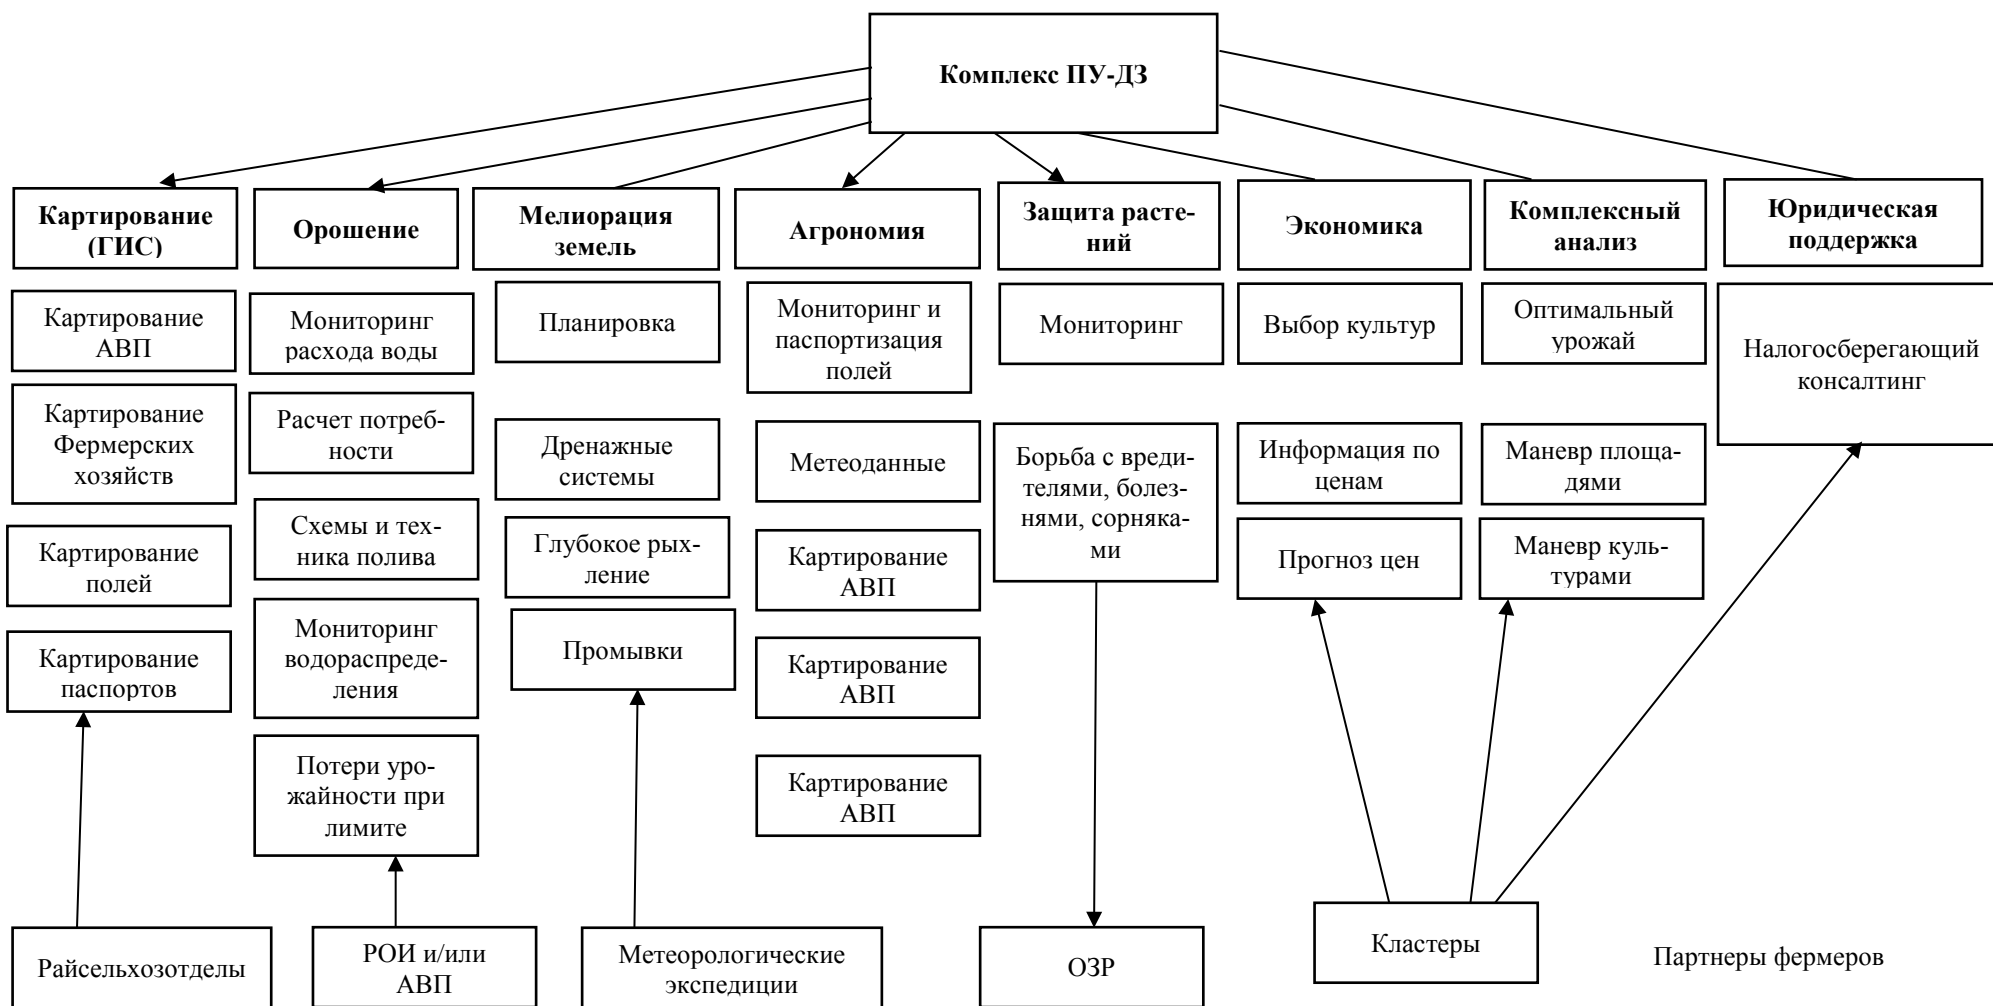 Комплекс ПУ-ДЗ
Картирование
(ГИС)
Орошение
Мелиорация
земель
Агрономия
Защита расте-
ний
Экономика
Комплексный
анализ
Юридическая
поддержка
Картирование
АВП
Картирование
Фермерских
хозяйств
Картирование
полей
Картирование
паспортов
Мониторинг
расхода воды
Расчет потреб-
ности
Схемы и тех-
ника полива
Мониторинг
водораспреде-
ления
Потери уро-
жайности при
лимите
Планировка
Дренажные
системы
Глубокое рых-
ление
Промывки
Мониторинг и
паспортизация
полей
Метеоданные
Картирование
АВП
Картирование
АВП
Картирование
АВП
Мониторинг
Борьба с вреди-
телями, болез-
нями, сорняка-
ми
Выбор культур
Информация по
ценам
Прогноз цен
Оптимальный
урожай
Маневр площа-
дями
Маневр куль-
турами
Налогосберегающий
консалтинг
Райсельхозотделы
РОИ и/или
АВП
Метеорологические
экспедиции
ОЗР
Кластеры
Партнеры фермеров